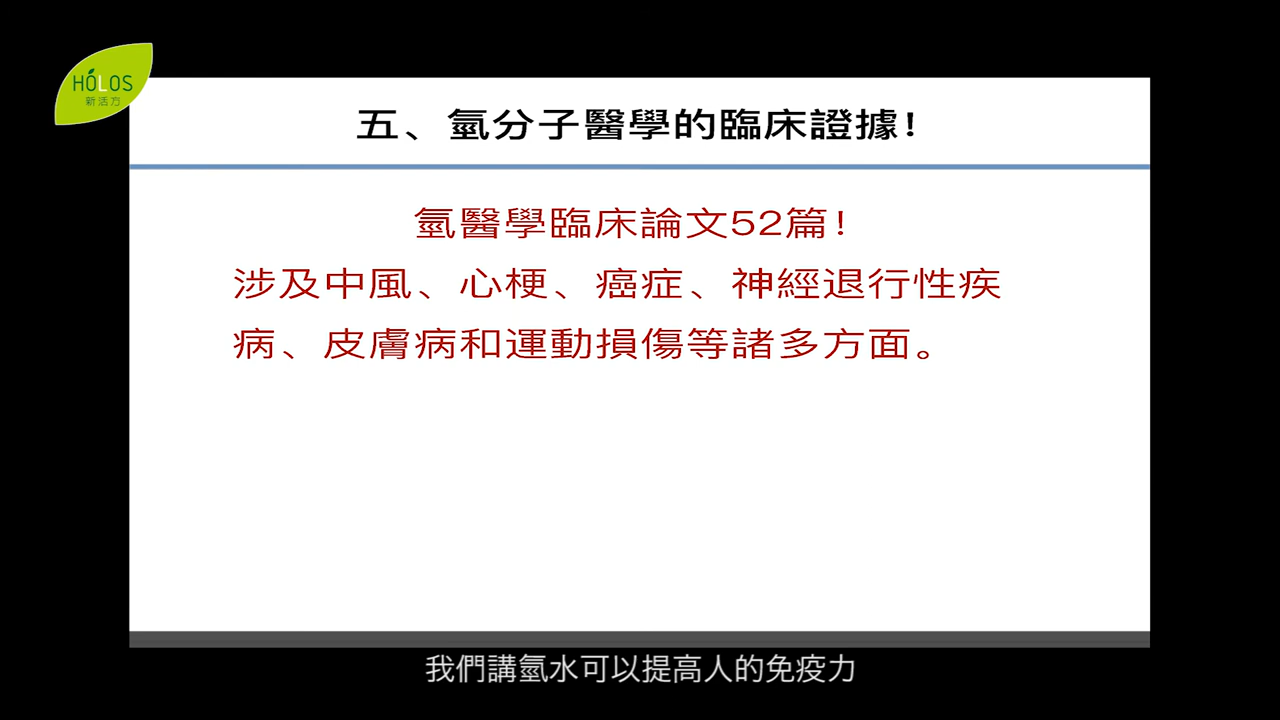 HÓLOS
新活方
五、氫分子醫學的臨床證據!
氫醫學臨床論文52篇!
涉及中風、心梗、癌症、神經退行性疾
病、皮膚病和運動損傷等諸多方面。
我們講氫水可以提高人的免疫力